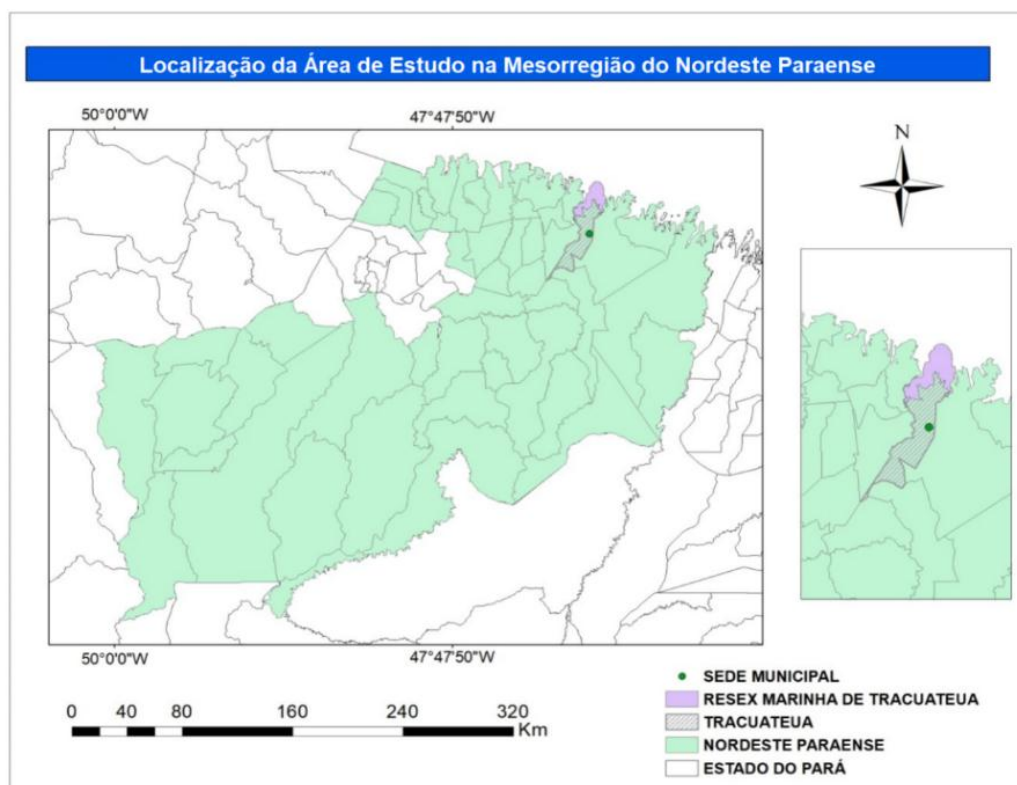 Localização da Área de Estudo na Mesorregião do Nordeste Paraense
50°0'0"W
47°47'50"W
N
50°0'0"W
47°47'50"W
0 40 80 160 240 320
Km
SEDE MUNICIPAL
RESEX MARINHA DE TRACUATEUA
TRACUATEUA
NORDESTE PARAENSE
ESTADO DO PARÁ